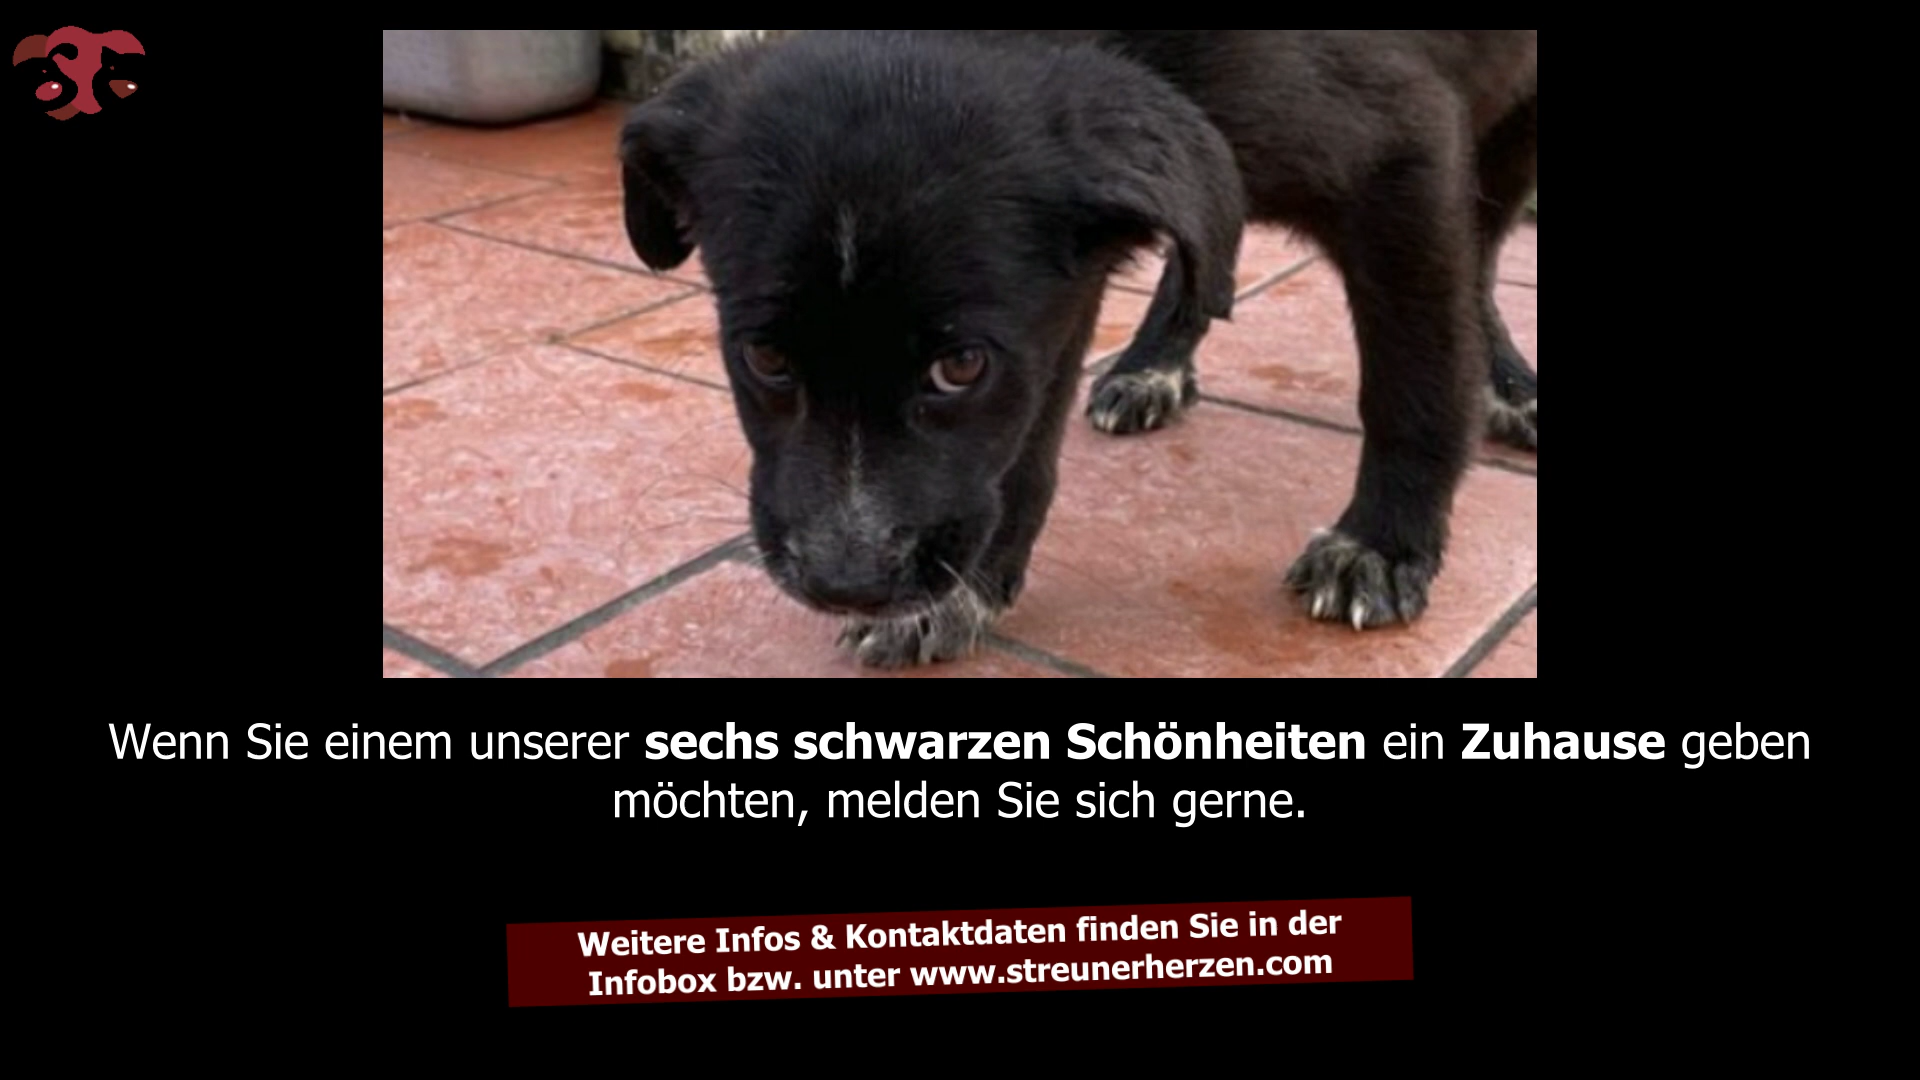 Wenn Sie einem unserer sechs schwarzen Schönheiten ein Zuhause geben
möchten, melden Sie sich gerne.
Weitere Infos & Kontaktdaten finden Sie in der
Infobox bzw. unter www.streunerherzen.com